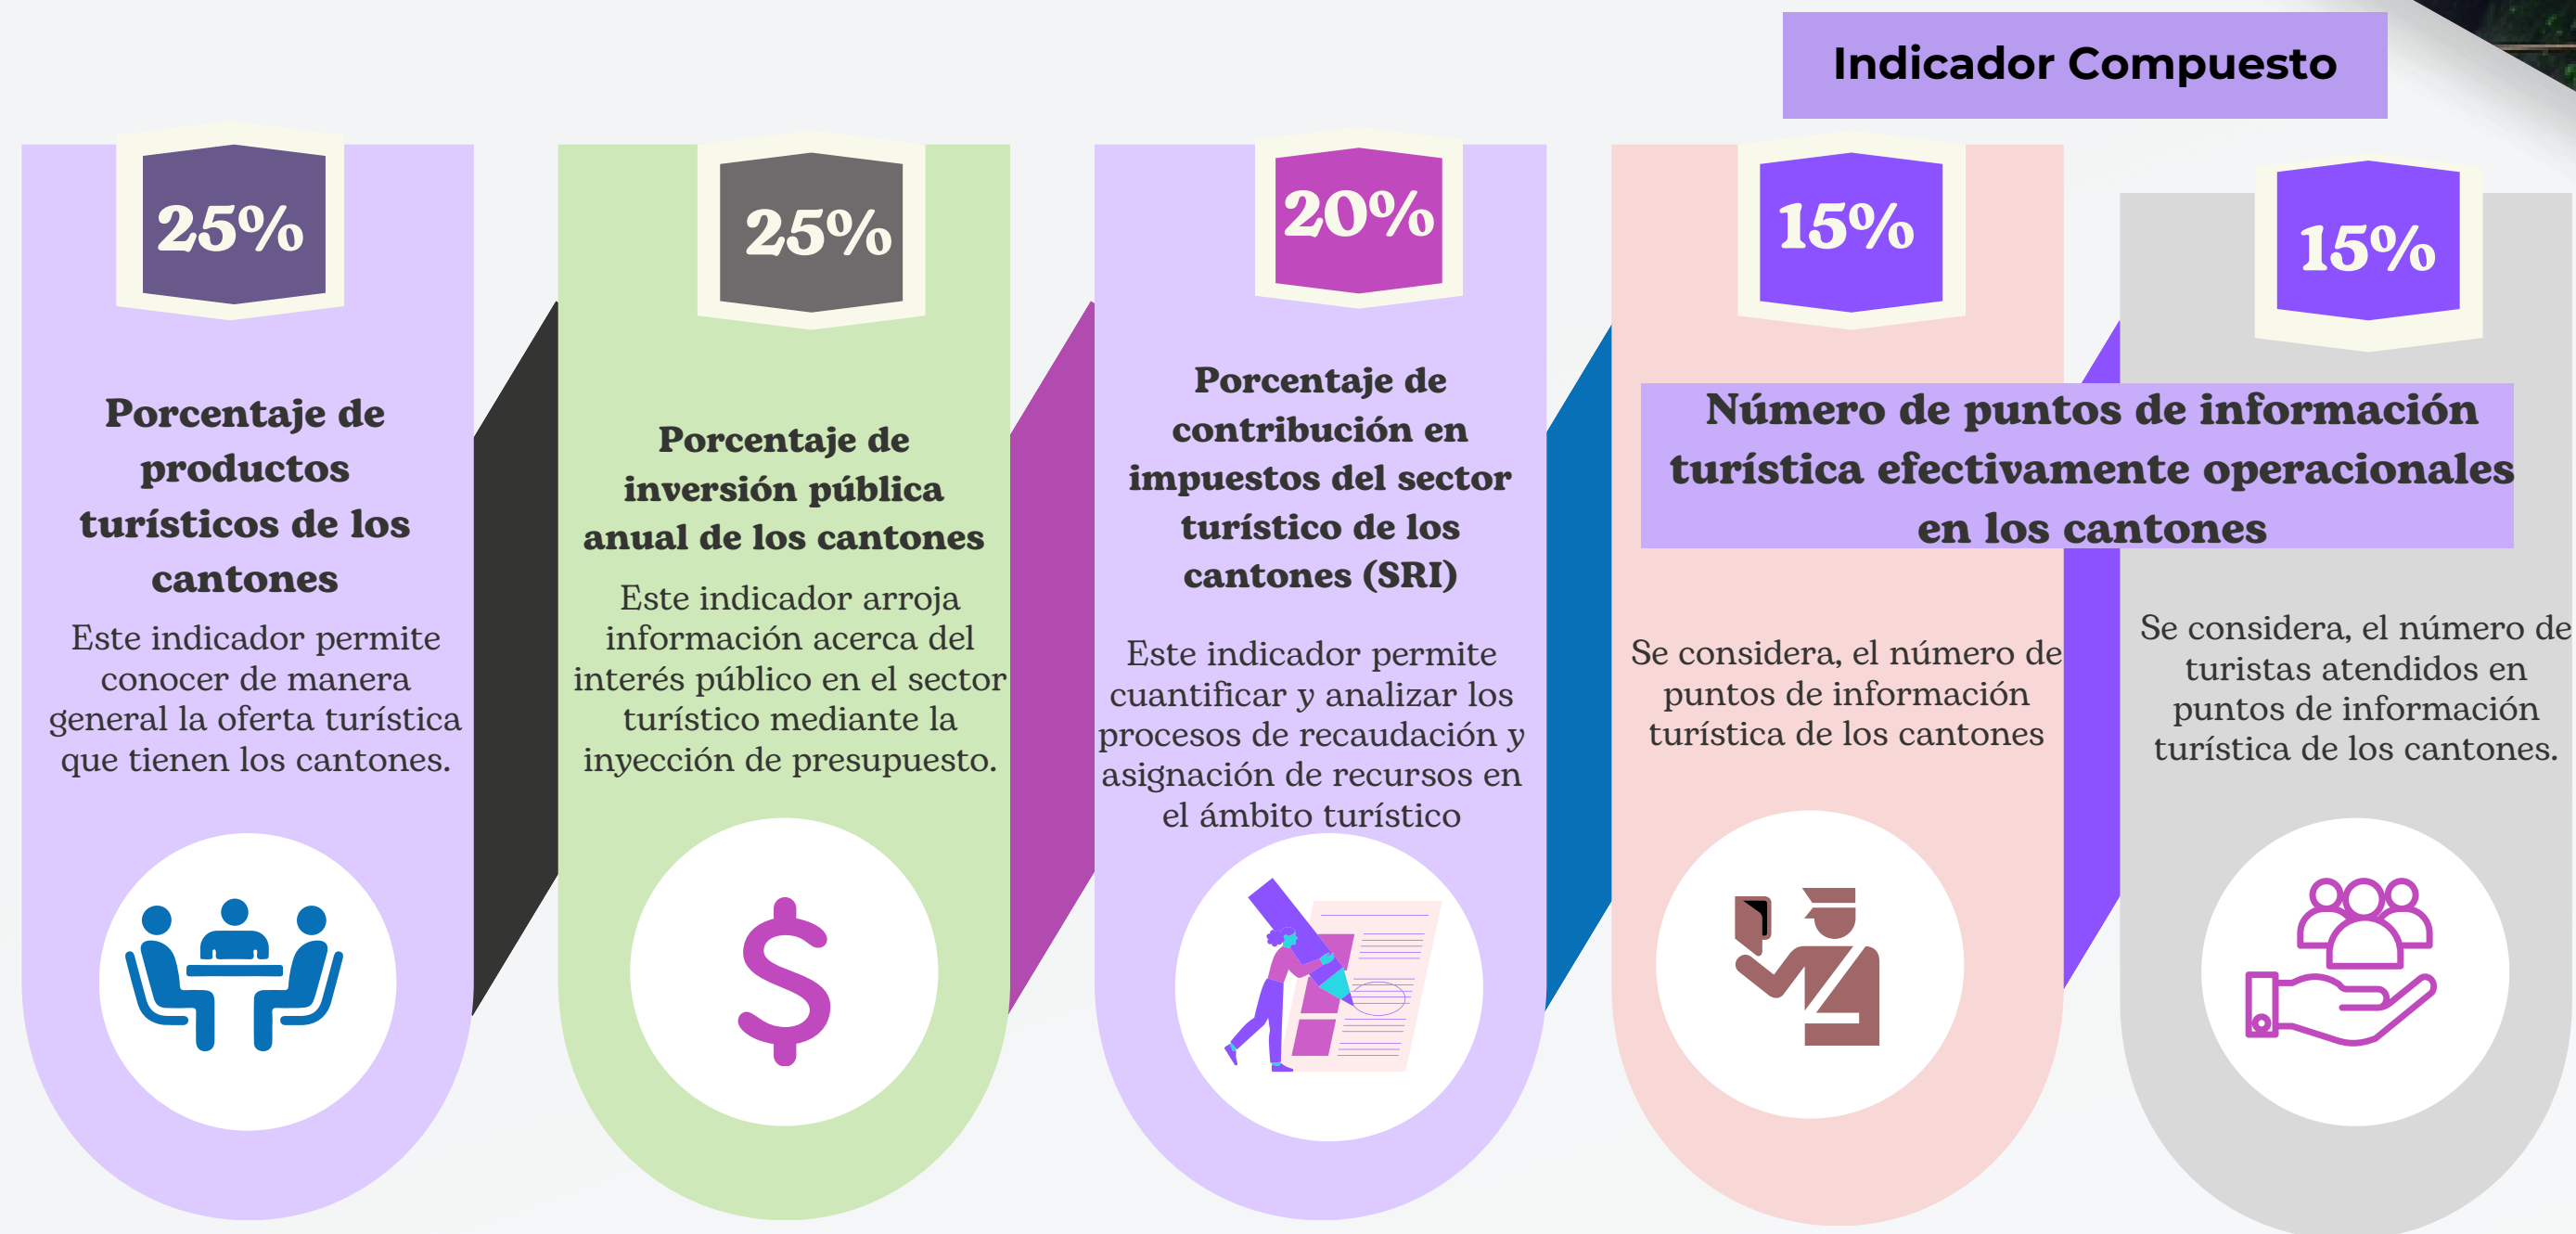 Indicador Compuesto
25%
Porcentaje de
productos
turísticos de los
cantones
Este indicador permite
conocer de manera
general la oferta turística
que tienen los cantones.
25%
Porcentaje de
inversión pública
anual de los cantones
Este indicador arroja
información acerca del
interés público en el sector
turístico mediante la
inyección de presupuesto.
20%
Porcentaje de
contribución en
impuestos del sector
turístico de los
cantones (SRI)
Este indicador permite
cuantificar y analizar los
procesos de recaudación y
asignación de recursos en
el ámbito turístico
15%
15%
Número de puntos de información
turística efectivamente operacionales
en los cantones
Se considera, el número de
puntos de información
turística de los cantones
Se considera, el número de
turistas atendidos en
puntos de información
turística de los cantones.